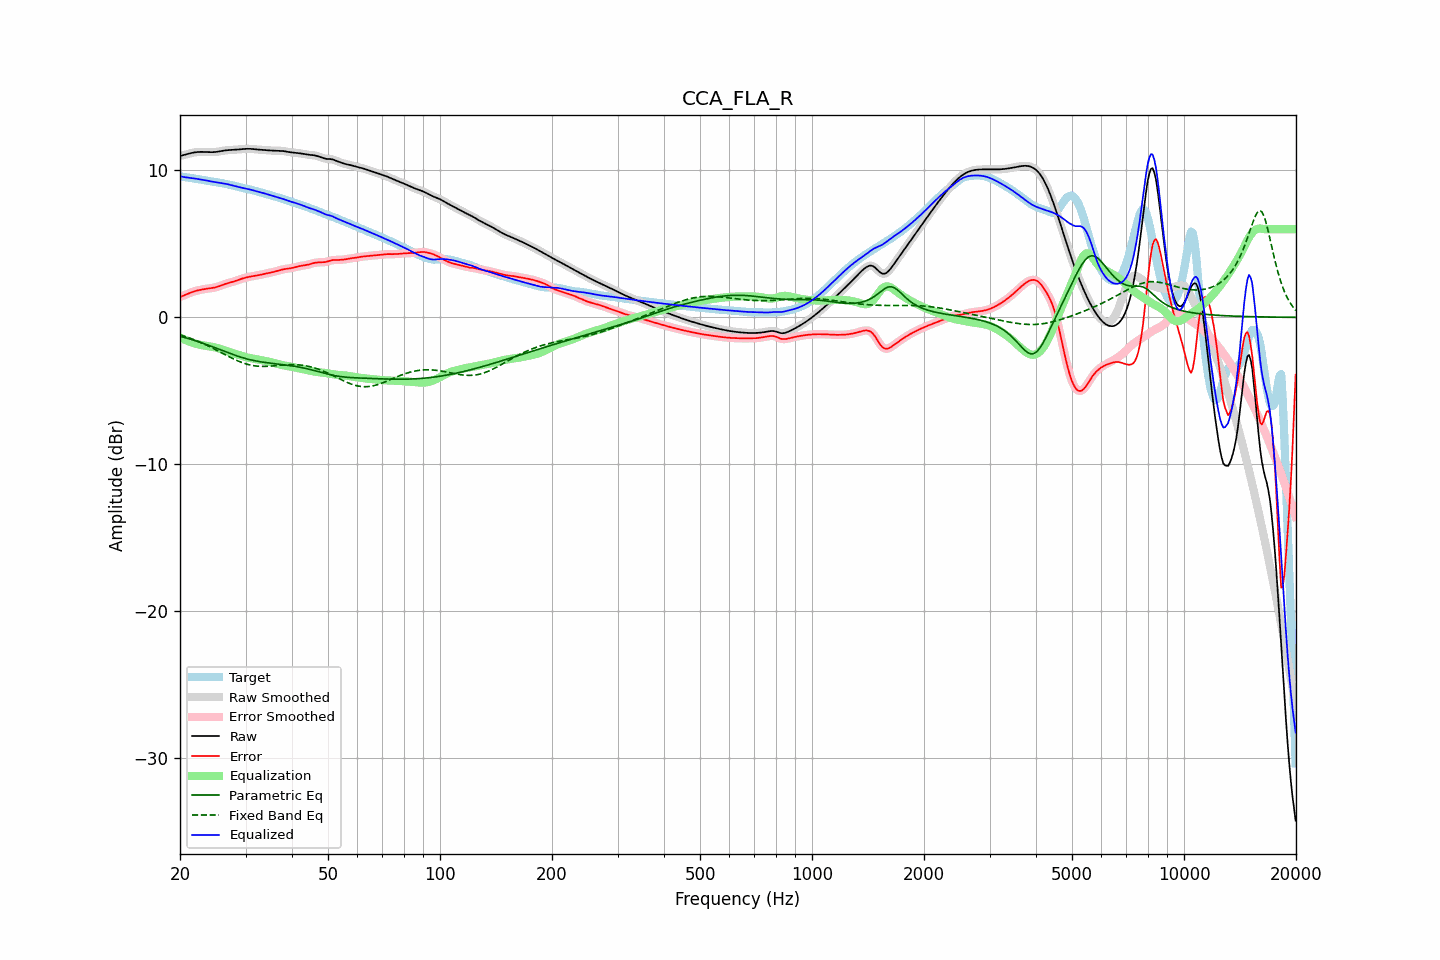 CCA_FLA_R
Amplitude (dBr)
10
0
−10
−20
−30
Target
Raw Smoothed
Error Smoothed
Raw
Error
Equalization
Parametric Eq
Fixed Band Eq
Equalized
20 50 100 200 500 1000 2000 5000 10000 20000
Frequency (Hz)